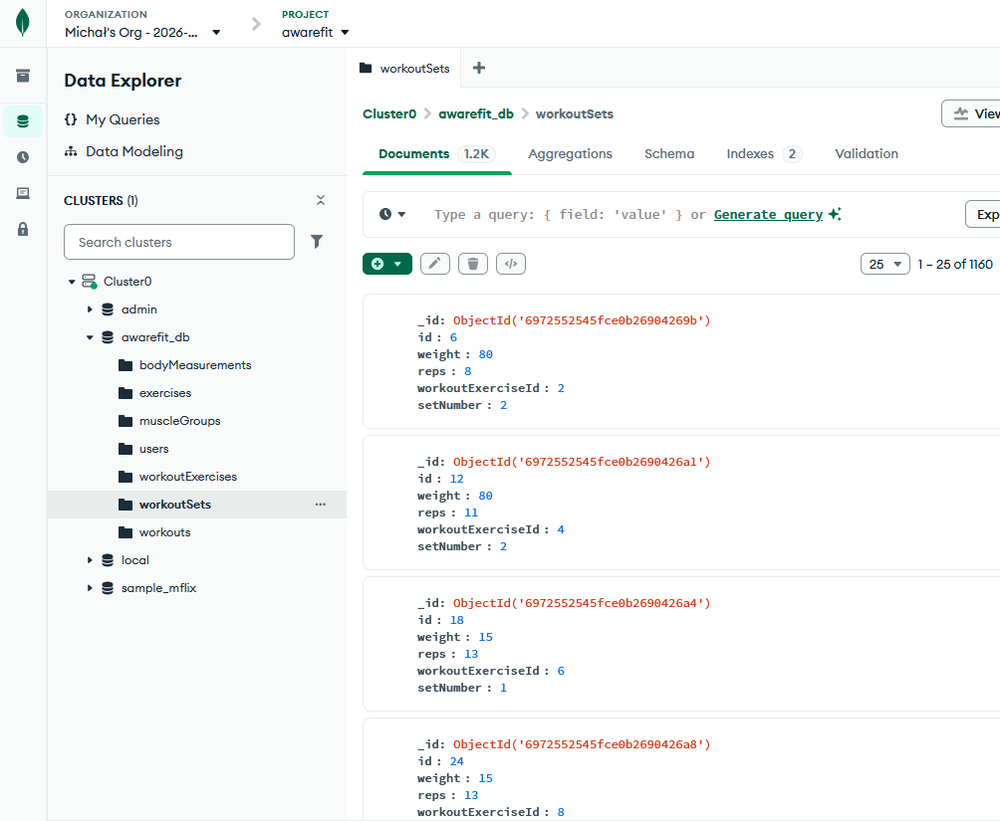 ORGANIZATION
Michał's Org - 2026-...
PROJECT
awarefit
Data Explorer
My Queries
Data Modeling
CLUSTERS (1)
Search clusters
Cluster0
admin
awarefit_db
bodyMeasurements
exercises
muscleGroups
users
workoutExercises
workoutSets
workouts
local
sample_mflix
workoutSets
Cluster0 > awarefit_db > workoutSets
View
Documents 1.2K Aggregations Schema Indexes 2 Validation
Type a query: { field: 'value' } or Generate query
Exp
25 1 – 25 of 1160
_id: ObjectId('6972552545fce0b26904269b')
id : 6
weight : 80
reps : 8
workoutExerciseId : 2
setNumber : 2
_id: ObjectId('6972552545fce0b2690426a1')
id : 12
weight : 80
reps : 11
workoutExerciseId : 4
setNumber : 2
_id: ObjectId('6972552545fce0b2690426a4')
id : 18
weight : 15
reps : 13
workoutExerciseId : 6
setNumber : 1
_id: ObjectId('6972552545fce0b2690426a8')
id : 24
weight : 15
reps : 13
workoutExerciseId : 8